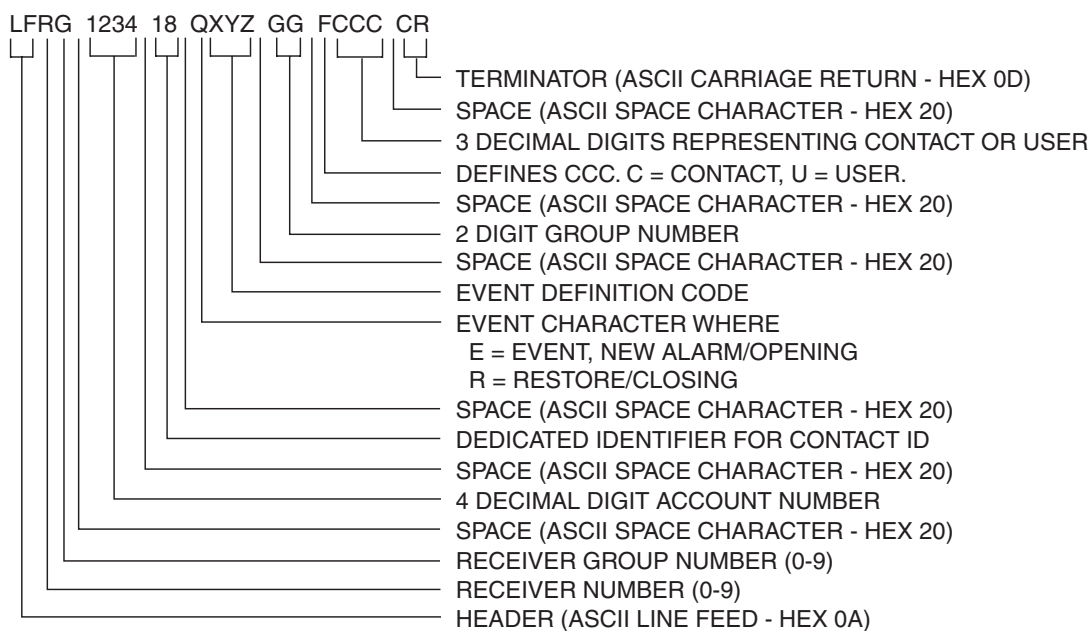 LFRG 1234 18 QXYZ GG FCCC CR
TERMINATOR (ASCII CARRIAGE RETURN - HEX 0D)
SPACE (ASCII SPACE CHARACTER - HEX 20)
3 DECIMAL DIGITS REPRESENTING CONTACT OR USER
DEFINES CCC. C = CONTACT, U = USER.
SPACE (ASCII SPACE CHARACTER - HEX 20)
2 DIGIT GROUP NUMBER
SPACE (ASCII SPACE CHARACTER - HEX 20)
EVENT DEFINITION CODE
EVENT CHARACTER WHERE
E = EVENT, NEW ALARM/OPENING
R = RESTORE/CLOSING
SPACE (ASCII SPACE CHARACTER - HEX 20)
DEDICATED IDENTIFIER FOR CONTACT ID
SPACE (ASCII SPACE CHARACTER - HEX 20)
4 DECIMAL DIGIT ACCOUNT NUMBER
SPACE (ASCII SPACE CHARACTER - HEX 20)
RECEIVER GROUP NUMBER (0-9)
RECEIVER NUMBER (0-9)
HEADER (ASCII LINE FEED - HEX 0A)